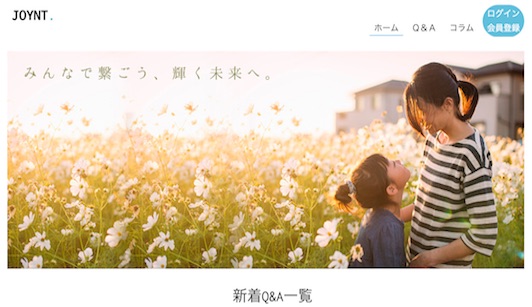 JOYNT.
ログイン
会員登録
ホーム
Q&A
コラム
みんなで繋ごう、輝く未来へ。
新着Q&A一覧